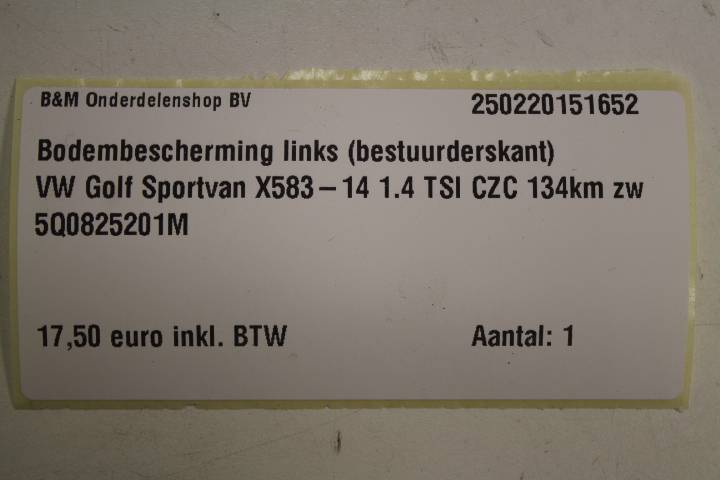 B&M Onderdelenshop BV 250220151652
Bodembescherming links (bestuurderskant)
VW Golf Sportvan X583-14 1.4 TSI CZC 134km zw
5Q0825201M
17,50 euro inkl. BTW Aantal: 1